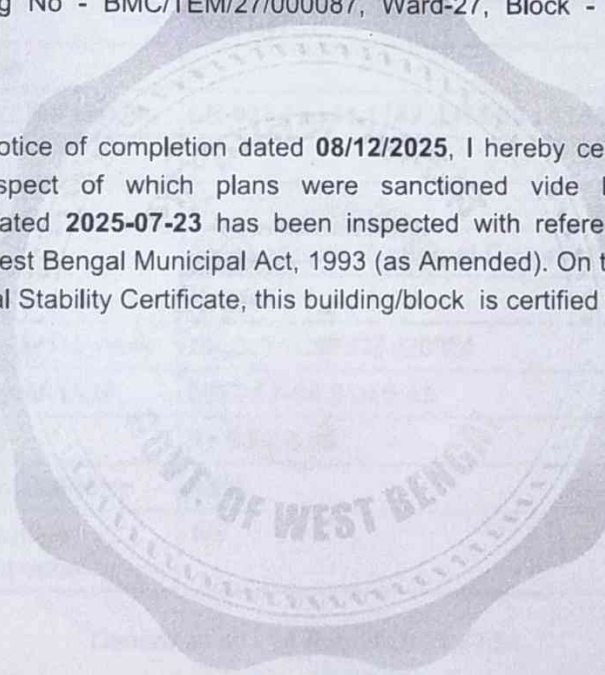 g No - BMC/TEM/27/000087, Ward-27, Block -
otice of completion dated 08/12/2025, I hereby ce
spect of which plans were sanctioned vide
ated 2025-07-23 has been inspected with refere
est Bengal Municipal Act, 1993 (as Amended). On t
al Stability Certificate, this building/block is certified
GOVT. OF WEST BENGAL